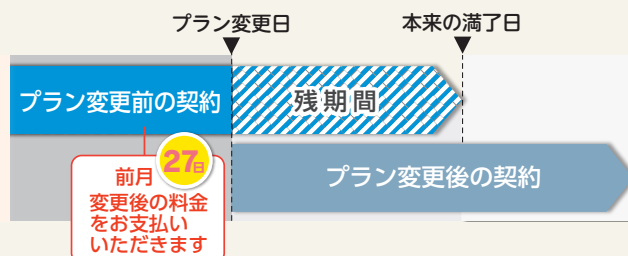 プラン変更日
本来の満了日
プラン変更前の契約
残期間
前月27日
変更後の料金
をお支払い
いただきます
プラン変更後の契約